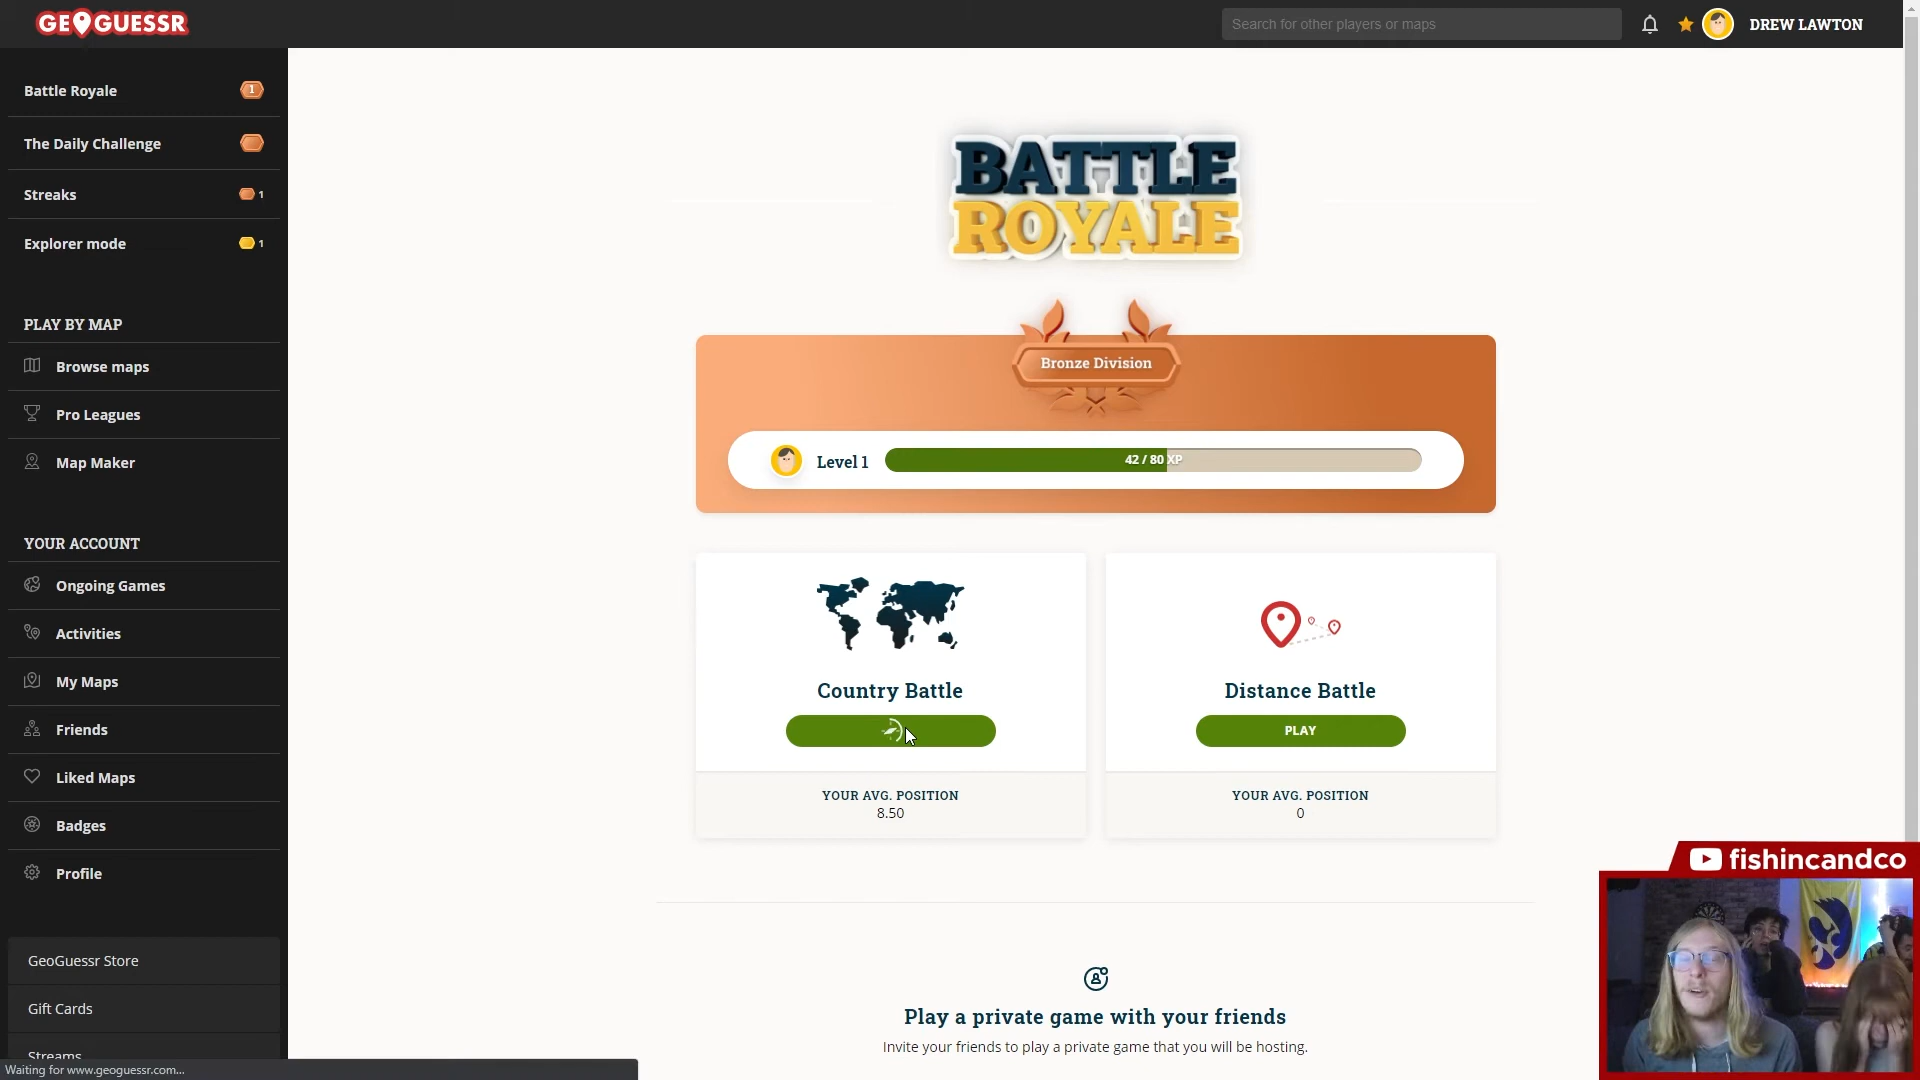 GEOGUESSR
Search for other players or maps
DREW LAWTON
Battle Royale
1
The Daily Challenge
Streaks
1
Explorer mode
1
PLAY BY MAP
Browse maps
Pro Leagues
Map Maker
YOUR ACCOUNT
Ongoing Games
Activities
My Maps
Friends
Liked Maps
Badges
Profile
GeoGuessr Store
Gift Cards
Streams
Waiting for www.geoguessr.com...
BATTLE
ROYALE
Bronze Division
Level 1
42 / 80 XP
Country Battle
YOUR AVG. POSITION
8.50
Distance Battle
PLAY
YOUR AVG. POSITION
0
Play a private game with your friends
Invite your friends to play a private game that you will be hosting.
fishincandco